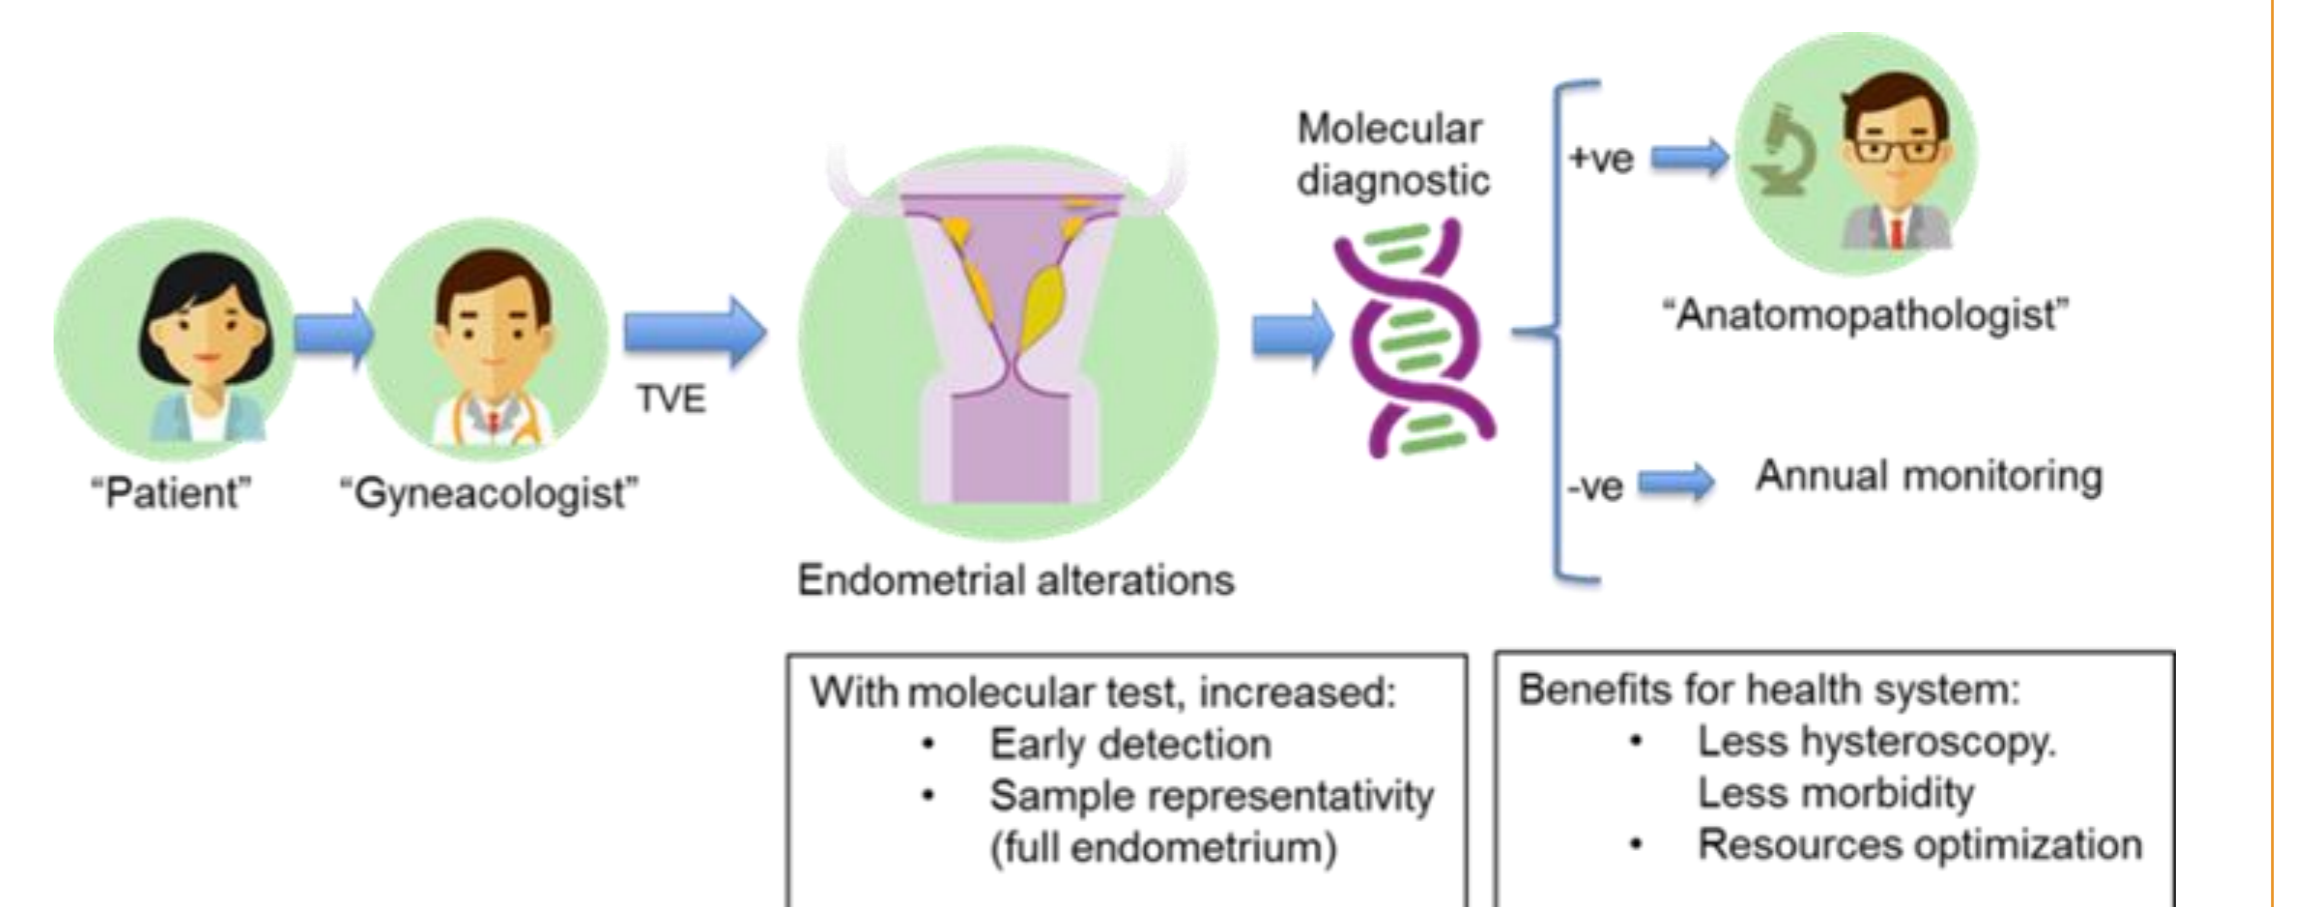 “Patient”
“Gyneacologist”
TVE
Endometrial alterations
Molecular
diagnostic
+ve
“Anatomopathologist”
-ve
Annual monitoring
With molecular test, increased:
• Early detection
• Sample representativity
(full endometrium)
Benefits for health system:
• Less hysteroscopy.
Less morbidity
• Resources optimization